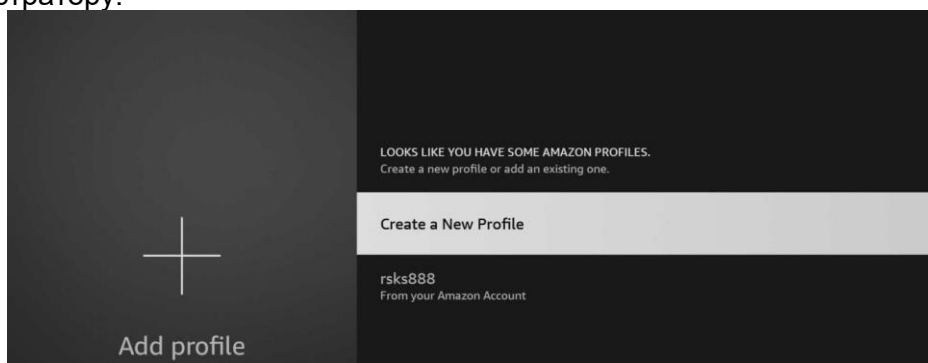 LOOKS LIKE YOU HAVE SOME AMAZON PROFILES.
Create a new profile or add an existing one.
Create a New Profile
rsks888
From your Amazon Account
Add profile